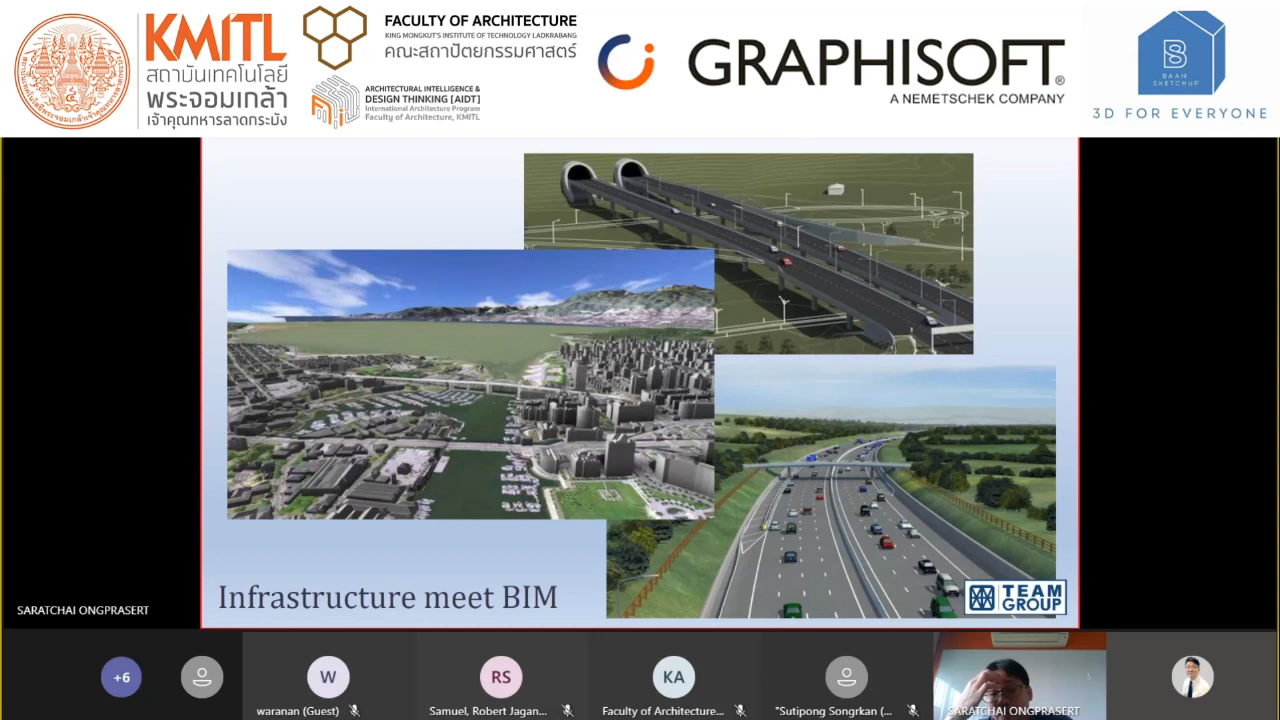 KMITL
สถาบันเทคโนโลยี
พระจอมเกล้า
เจ้าคุณทหารลาดกระบัง
FACULTY OF ARCHITECTURE
KING MONGKUT'S INSTITUTE OF TECHNOLOGY LADKRABANG
คณะสถาปัตยกรรมศาสตร์
ARCHITECTURAL INTELLIGENCE &
DESIGN THINKING [AIDT]
International Architecture Program
Faculty of Architecture, KMITL
GRAPHISOFT®
A NEMETSCHEK COMPANY
B
BAAN
SKETCHUP
3D FOR EVERYONE
Infrastructure meet BIM
TEAM
GROUP
SARATCHAI ONGPRASERT
+6
W
waranan (Guest)
RS
Samuel, Robert Jagan...
KA
Faculty of Architecture...
"Sutipong Songrkan (...
SARATCHAI ONGPRASERT